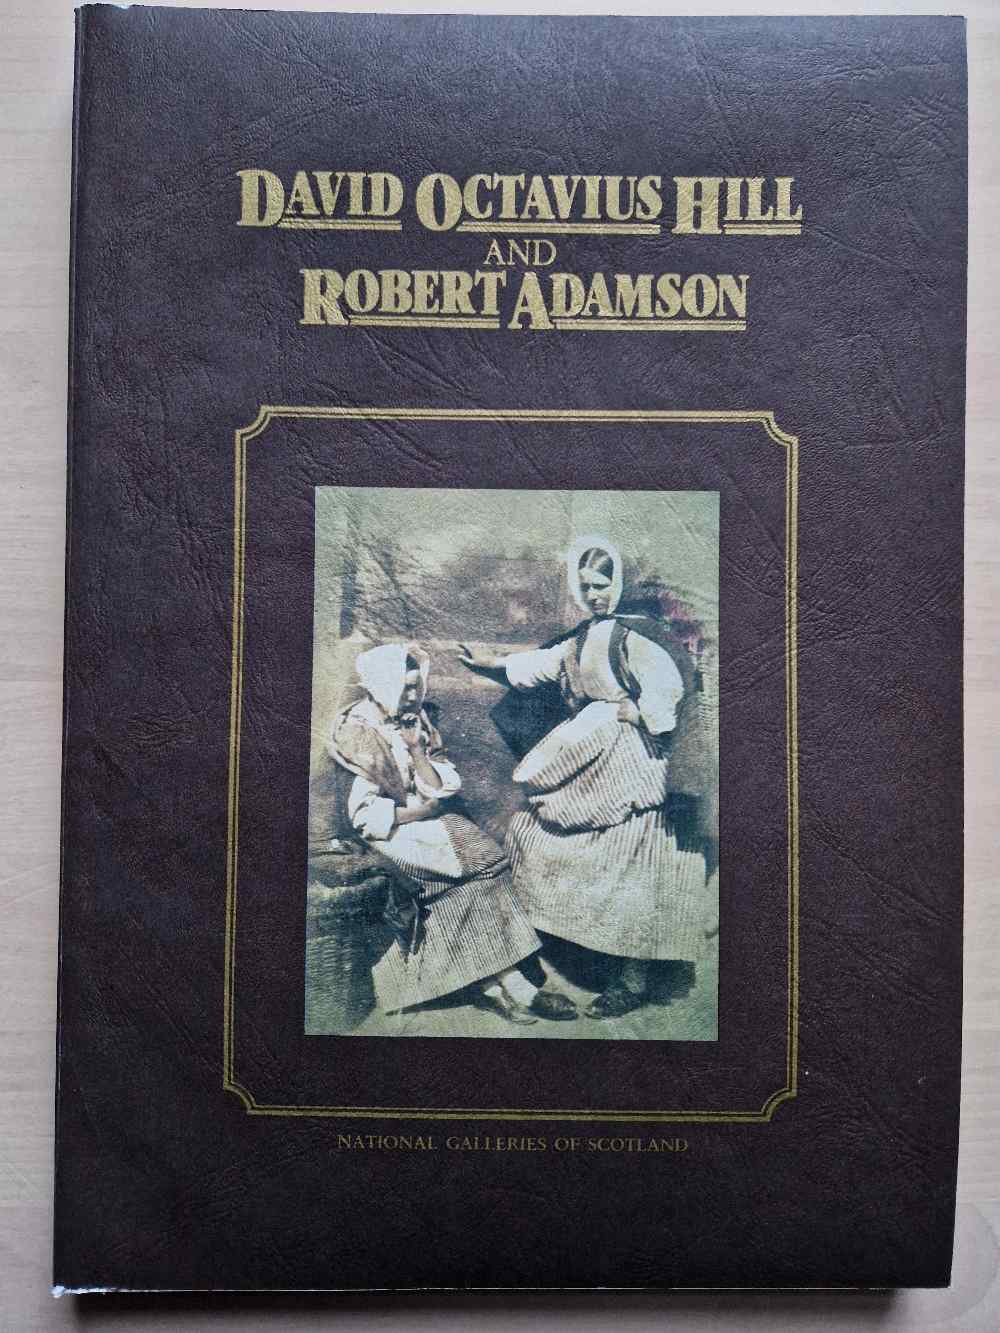 DAVID OCTAVIUS HILL
AND
ROBERT ADAMSON
NATIONAL GALLERIES OF SCOTLAND